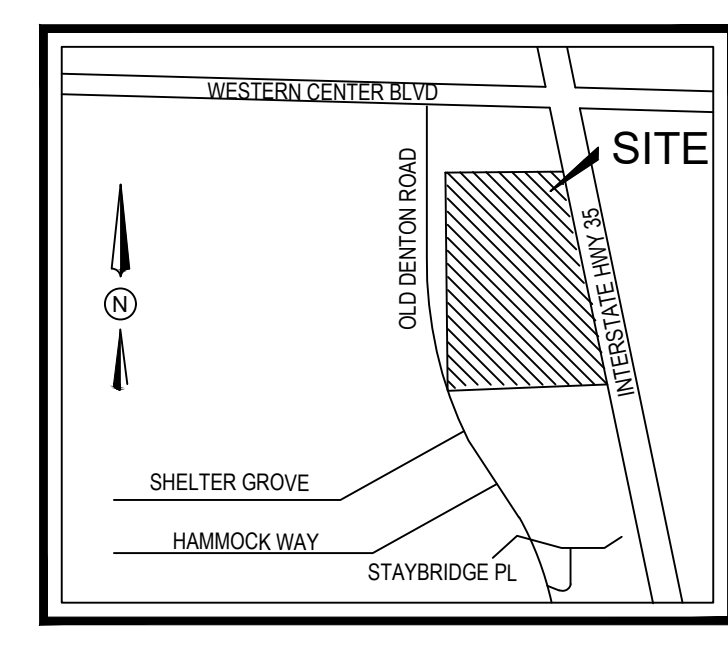 WESTERN CENTER BLVD
SITE
OLD DENTON ROAD
INTERSTATE HWY 35
N
SHELTER GROVE
HAMMOCK WAY
STAYBRIDGE PL